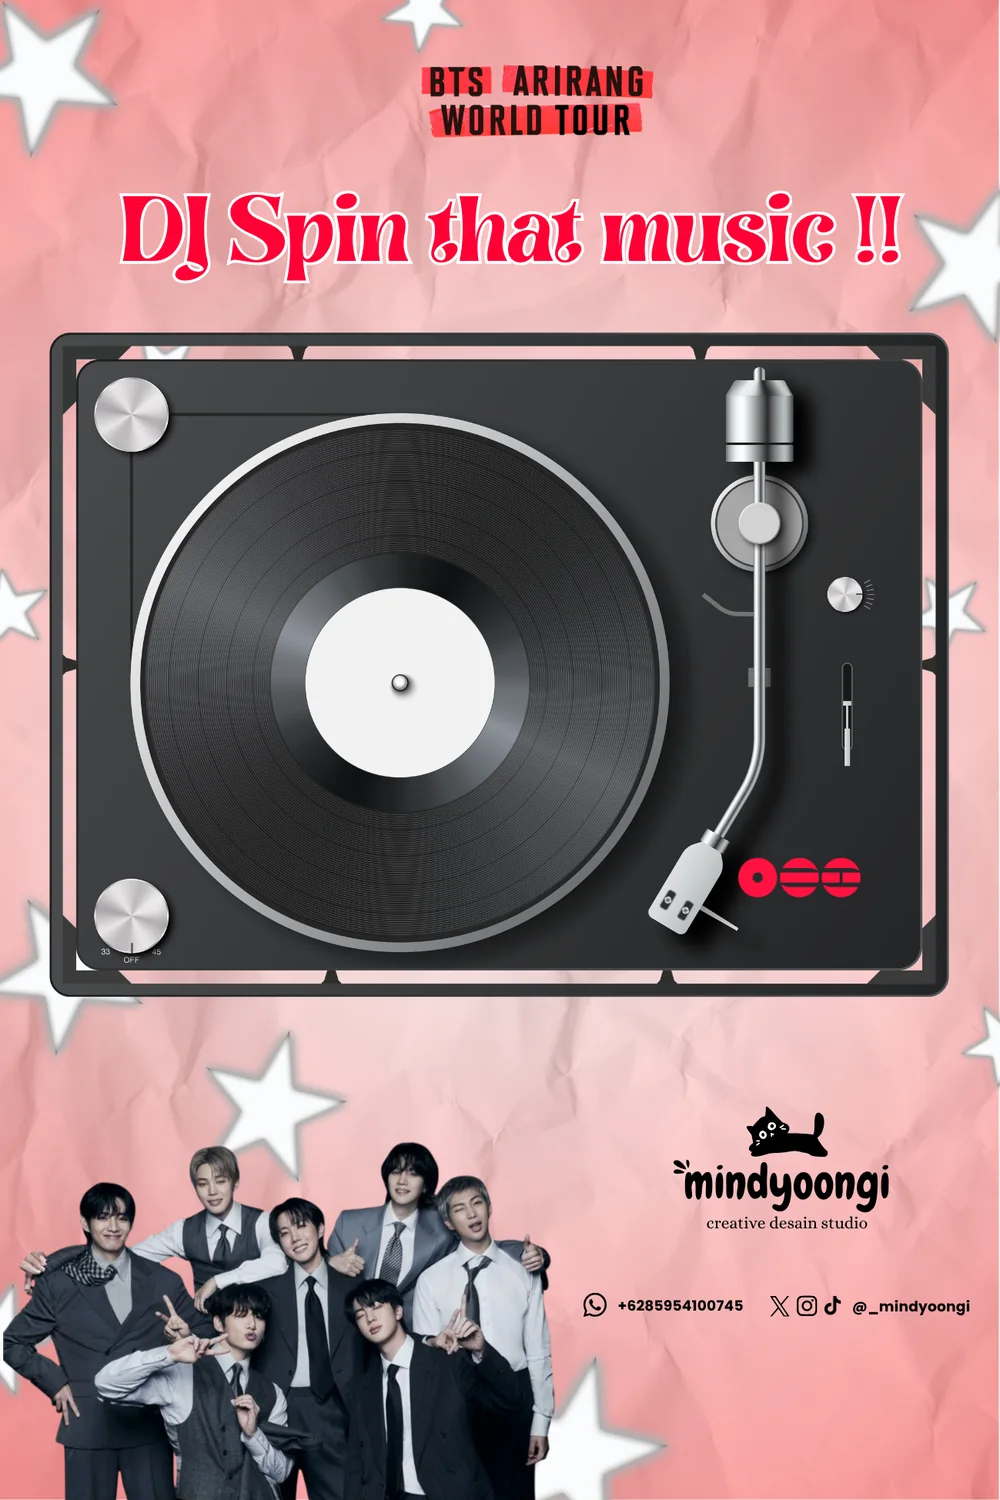 BTS ARIRANG
WORLD TOUR
DJ Spin that music !!
33 45
OFF
mindyoongi
creative desain studio
+6285954100745 @_mindyoongi